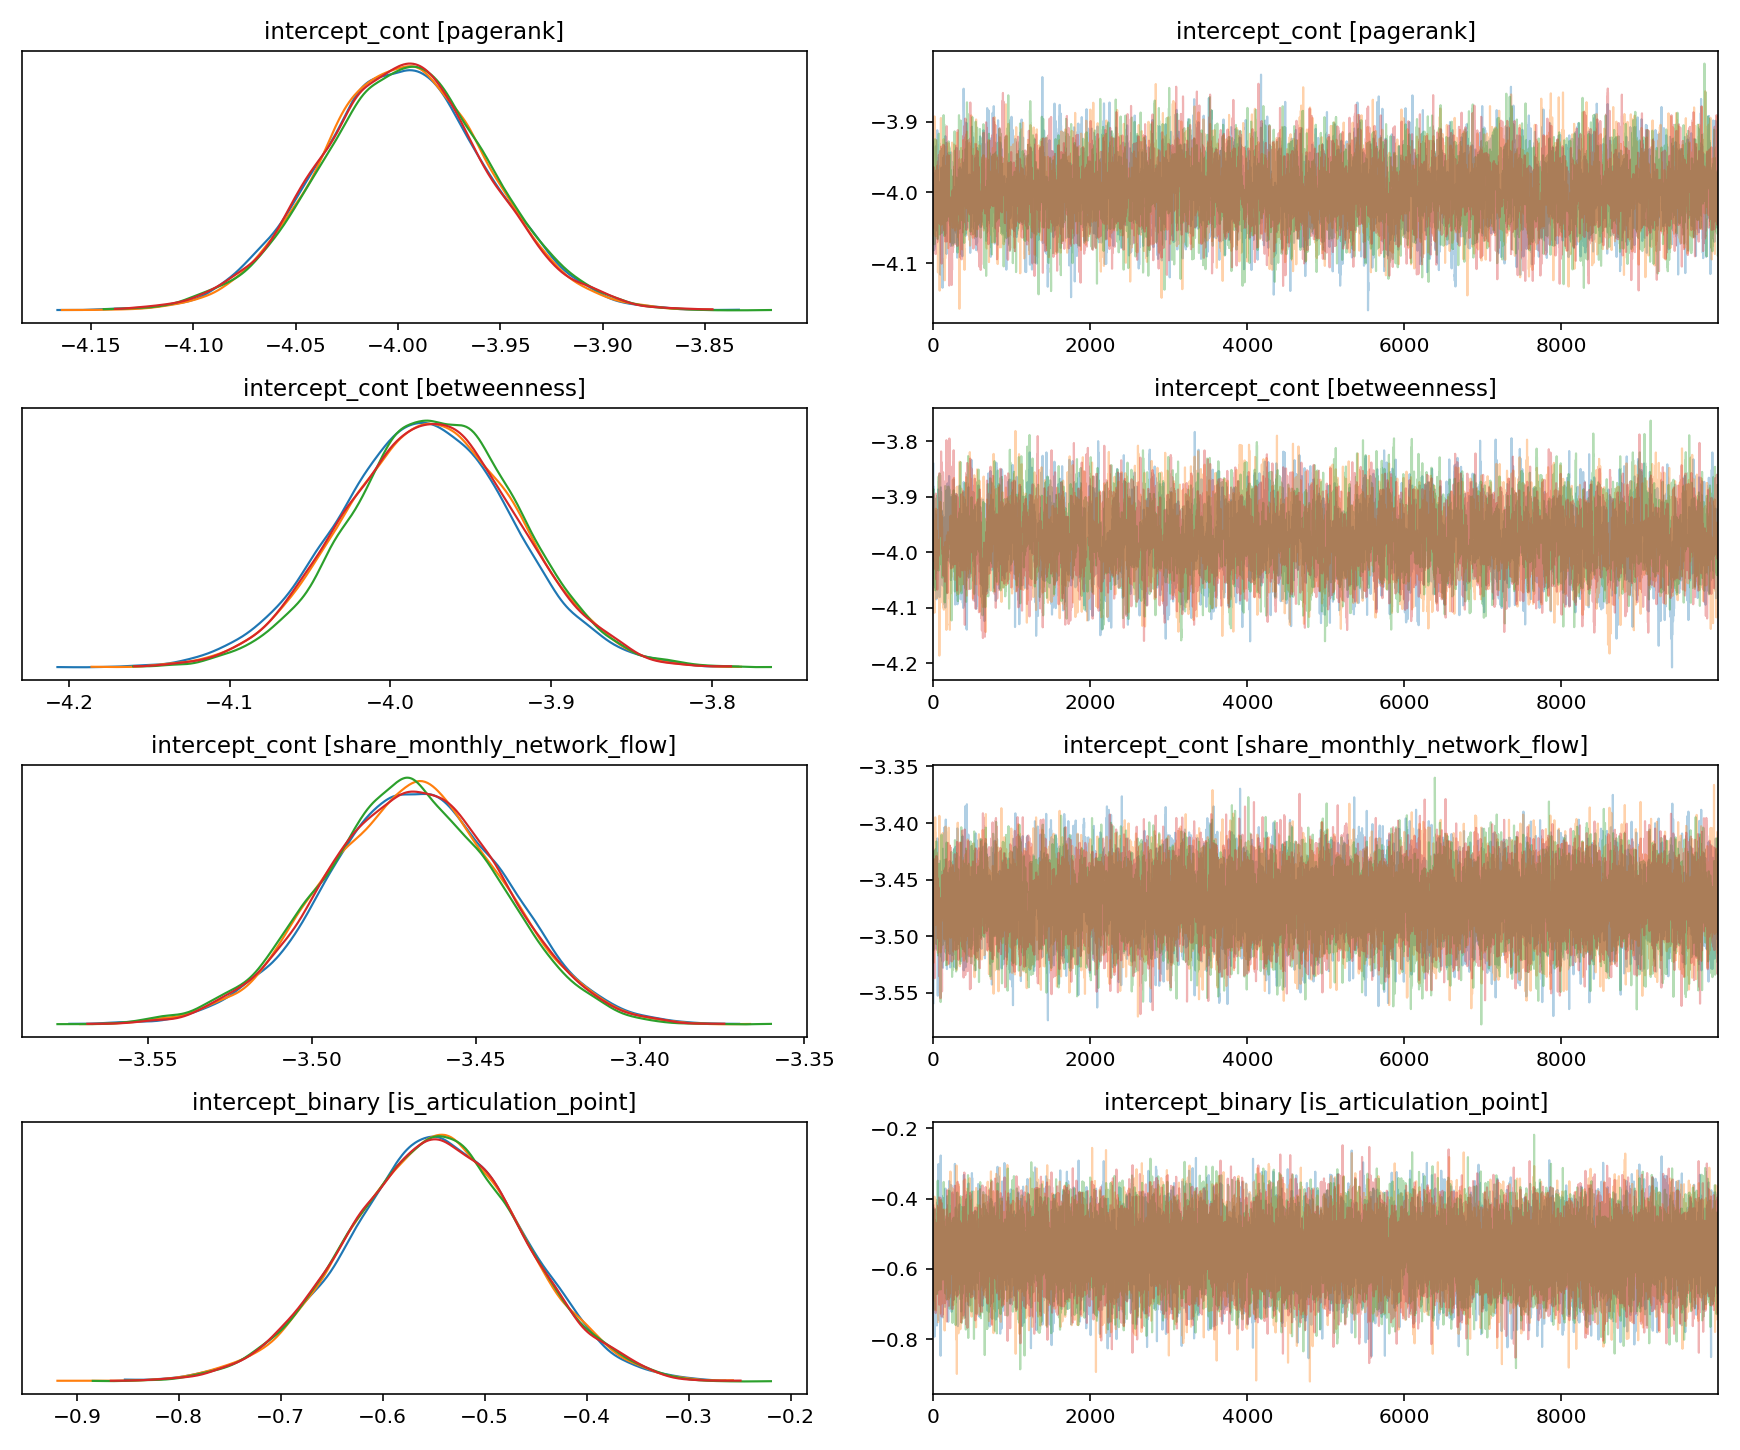 intercept_cont [pagerank]
intercept_cont [pagerank]
−3.9
−4.0
−4.1
−4.15 −4.10 −4.05 −4.00 −3.95 −3.90 −3.85
0 2000 4000 6000 8000
intercept_cont [betweenness]
intercept_cont [betweenness]
−3.8
−3.9
−4.0
−4.1
−4.2
−4.2 −4.1 −4.0 −3.9 −3.8
0 2000 4000 6000 8000
intercept_cont [share_monthly_network_flow]
intercept_cont [share_monthly_network_flow]
−3.35
−3.40
−3.45
−3.50
−3.55
−3.55 −3.50 −3.45 −3.40 −3.35
0 2000 4000 6000 8000
intercept_binary [is_articulation_point]
intercept_binary [is_articulation_point]
−0.2
−0.4
−0.6
−0.8
−0.9 −0.8 −0.7 −0.6 −0.5 −0.4 −0.3 −0.2
0 2000 4000 6000 8000